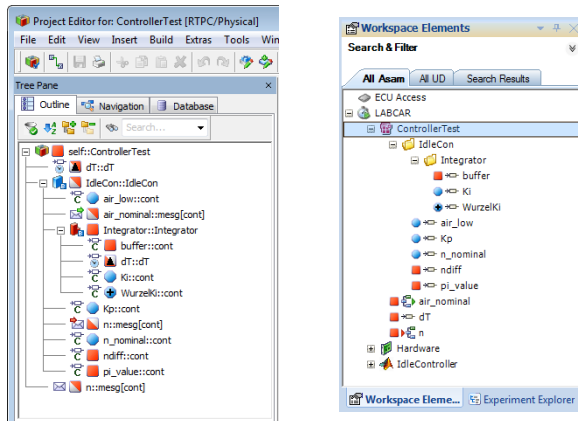 Project Editor for: ControllerTest [RTPC/Physical]
File Edit View Insert Build Extras Tools Win
Tree Pane
Outline Navigation Database
Search...
self::ControllerTest
dT::dT
IdleCon::IdleCon
air_low::cont
air_nominal::mesg[cont]
Integrator::Integrator
buffer::cont
dT::dT
Ki::cont
WurzelKi::cont
Kp::cont
n::mesg[cont]
n_nominal::cont
ndiff::cont
pi_value::cont
n::mesg[cont]
Workspace Elements
Search & Filter
All Asam All UD Search Results
ECU Access
LABCAR
ControllerTest
IdleCon
Integrator
buffer
Ki
WurzelKi
air_low
Kp
n_nominal
ndiff
pi_value
air_nominal
dT
n
Hardware
IdleController
Workspace Eleme... Experiment Explorer